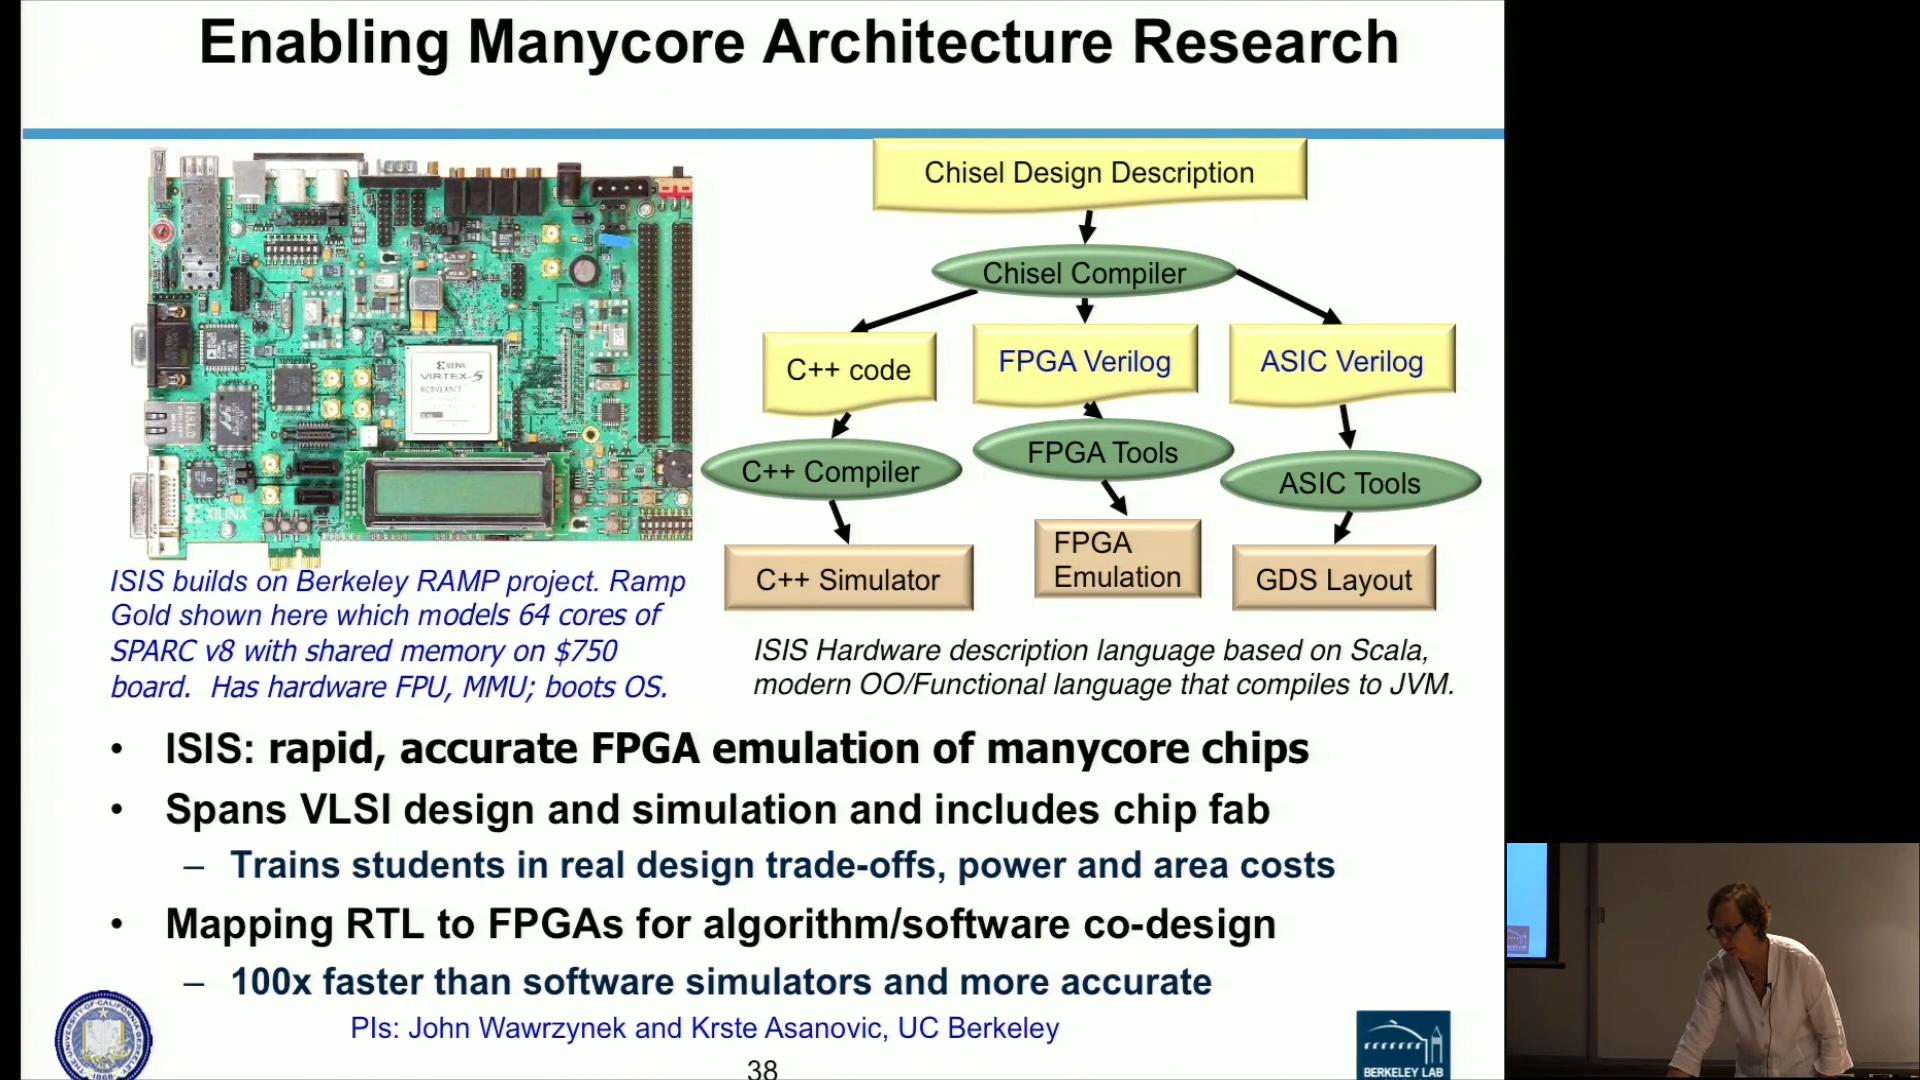 Enabling Manycore Architecture Research
Chisel Design Description
Chisel Compiler
C++ code
FPGA Verilog
ASIC Verilog
C++ Compiler
FPGA Tools
ASIC Tools
C++ Simulator
FPGA
Emulation
GDS Layout
XILINX
VIRTEX-5
XILINX
ISIS builds on Berkeley RAMP project. Ramp
Gold shown here which models 64 cores of
SPARC v8 with shared memory on $750
board. Has hardware FPU, MMU; boots OS.
ISIS Hardware description language based on Scala,
modern OO/Functional language that compiles to JVM.
• ISIS: rapid, accurate FPGA emulation of manycore chips
• Spans VLSI design and simulation and includes chip fab
– Trains students in real design trade-offs, power and area costs
• Mapping RTL to FPGAs for algorithm/software co-design
– 100x faster than software simulators and more accurate
PIs: John Wawrzynek and Krste Asanovic, UC Berkeley
38
BERKELEY LAB